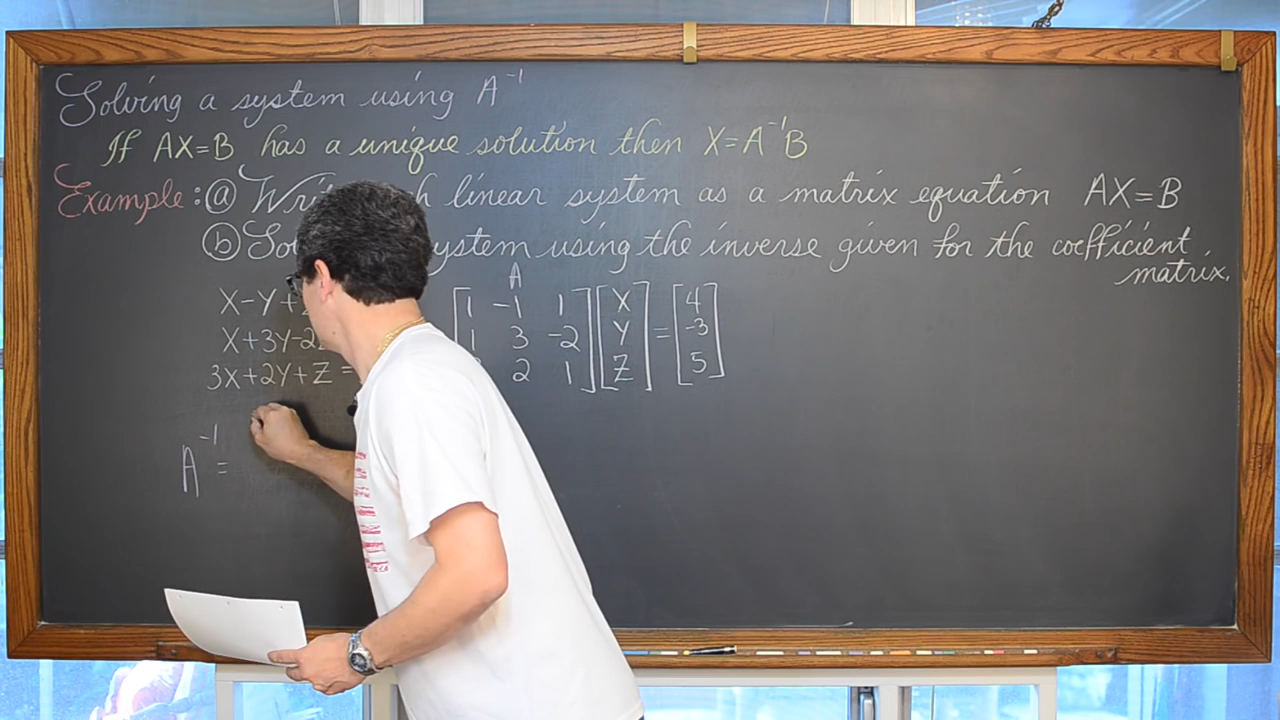 Solving a system using A⁻¹
If AX=B has a unique solution then X=A⁻¹B
Example: ⓐ linear system as a matrix equation AX=B
ⓑ using the inverse given for the coefficient
matrix.
A
X-Y+ [1 -1 1] [X] [4]
X+3Y-2 [1 3 -2] [Y] = [-3]
3X+2Y+Z = 2 1] [Z] [5]
A⁻¹ =